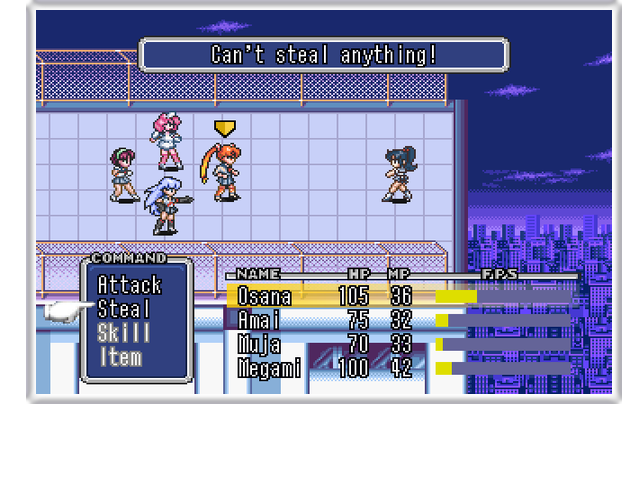 Can't steal anything!
COMMAND
Attack
Steal
Skill
Item
NAME HP MP F.P.S
Osana 105 36
Amai 75 32
Muja 70 33
Megami 100 42